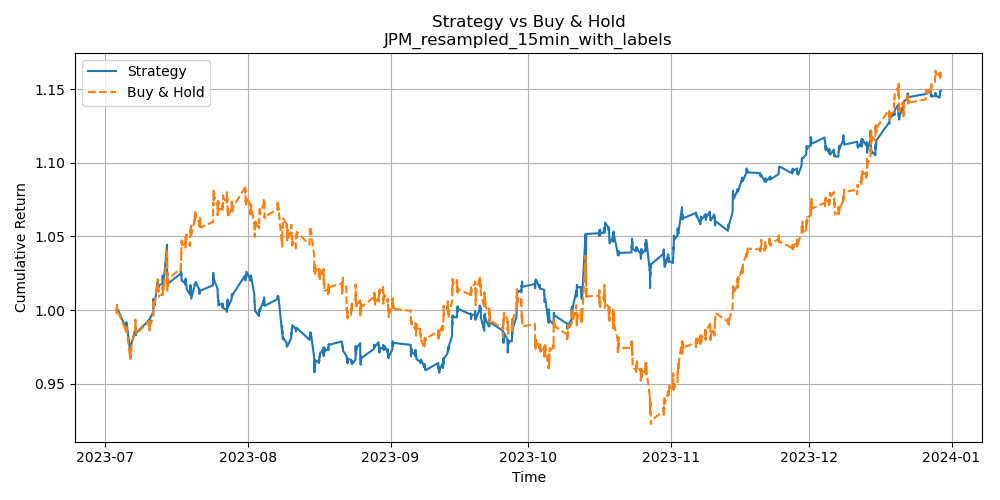 Strategy vs Buy & Hold
JPM_resampled_15min_with_labels
Strategy
Buy & Hold
Cumulative Return
1.15
1.10
1.05
1.00
0.95
2023-07
2023-08
2023-09
2023-10
2023-11
2023-12
2024-01
Time